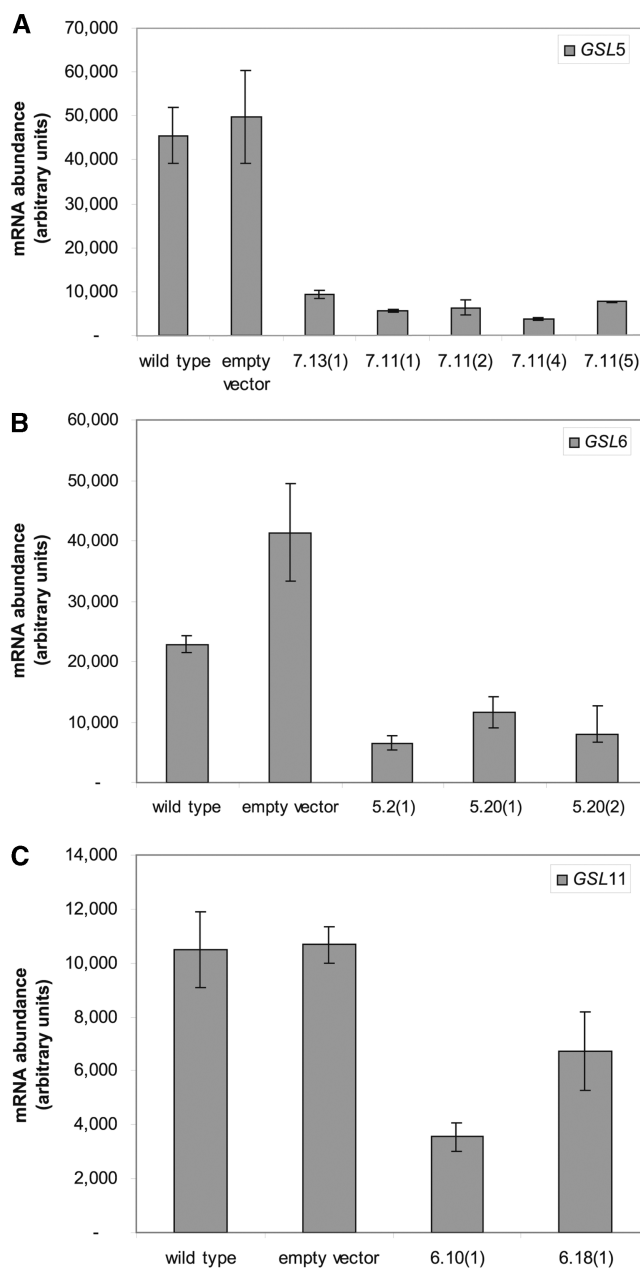 A
GSL5
mRNA abundance
(arbitrary units)
70,000
60,000
50,000
40,000
30,000
20,000
10,000
-
wild type empty vector 7.13(1) 7.11(1) 7.11(2) 7.11(4) 7.11(5)
B
GSL6
mRNA abundance
(arbitrary units)
60,000
50,000
40,000
30,000
20,000
10,000
-
wild type empty vector 5.2(1) 5.20(1) 5.20(2)
C
GSL11
mRNA abundance
(arbitrary units)
14,000
12,000
10,000
8,000
6,000
4,000
2,000
-
wild type empty vector 6.10(1) 6.18(1)